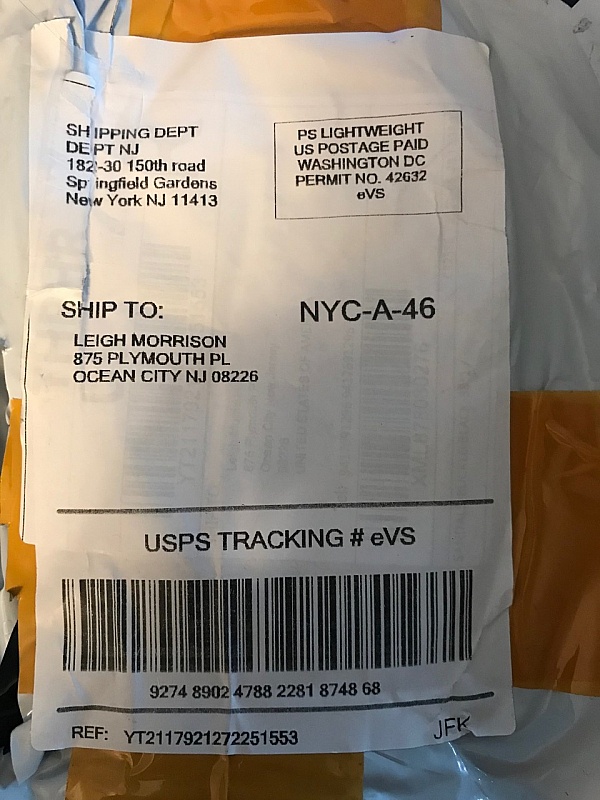 SHIPPING DEPT
DEPT NJ
182-30 150th road
Springfield Gardens
New York NJ 11413
PS LIGHTWEIGHT
US POSTAGE PAID
WASHINGTON DC
PERMIT NO. 42632
eVS
SHIP TO:
NYC-A-46
LEIGH MORRISON
875 PLYMOUTH PL
OCEAN CITY NJ 08226
USPS TRACKING # eVS
9274 8902 4788 2281 8748 68
REF: YT2117921272251553
JFK